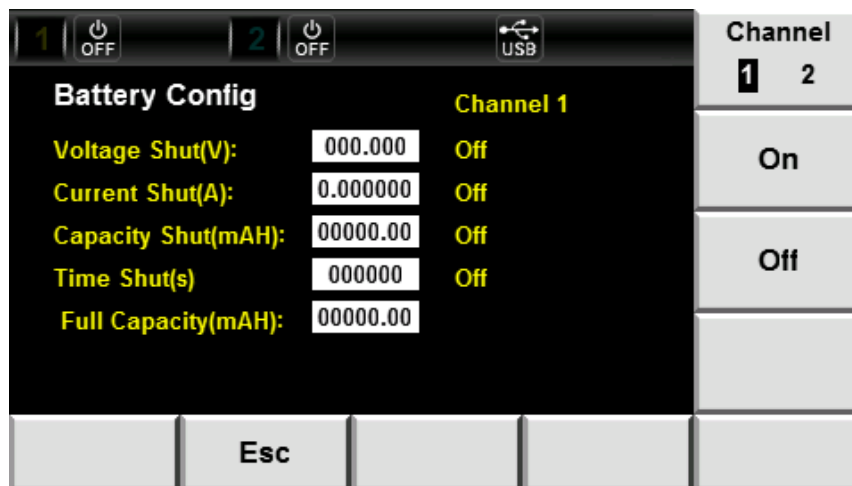 1 OFF 2 OFF USB
Channel
1 2
Battery Config
Channel 1
Voltage Shut(V): 000.000 Off
Current Shut(A): 0.000000 Off
Capacity Shut(mAH): 00000.00 Off
Time Shut(s) 000000 Off
Full Capacity(mAH): 00000.00
On
Off
Esc